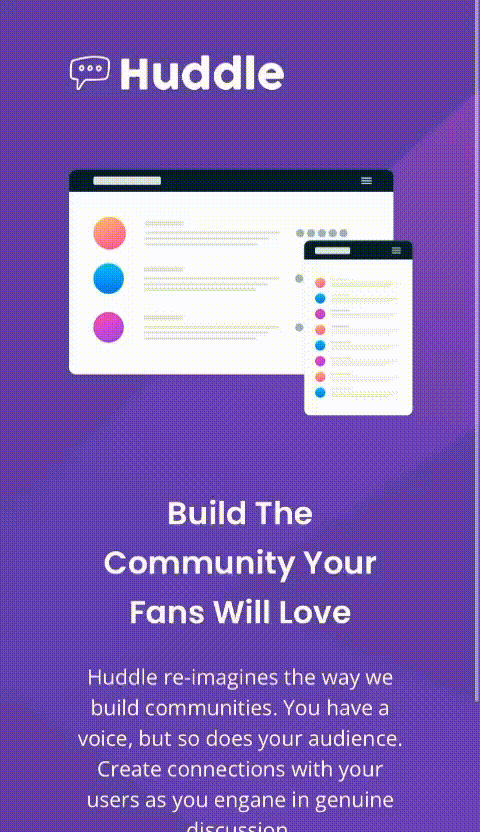 Huddle
Build The
Community Your
Fans Will Love
Huddle re-imagines the way we
build communities. You have a
voice, but so does your audience.
Create connections with your
users as you engane in genuine
discussion.